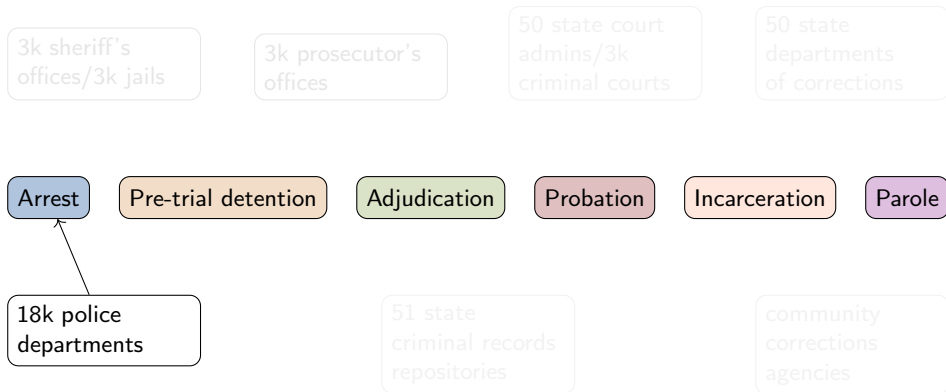 3k sheriff's
offices/3k jails
3k prosecutor's
offices
50 state court
admins/3k
criminal courts
50 state
departments
of corrections
Arrest
Pre-trial detention
Adjudication
Probation
Incarceration
Parole
18k police
departments
51 state
criminal records
repositories
community
corrections
agencies